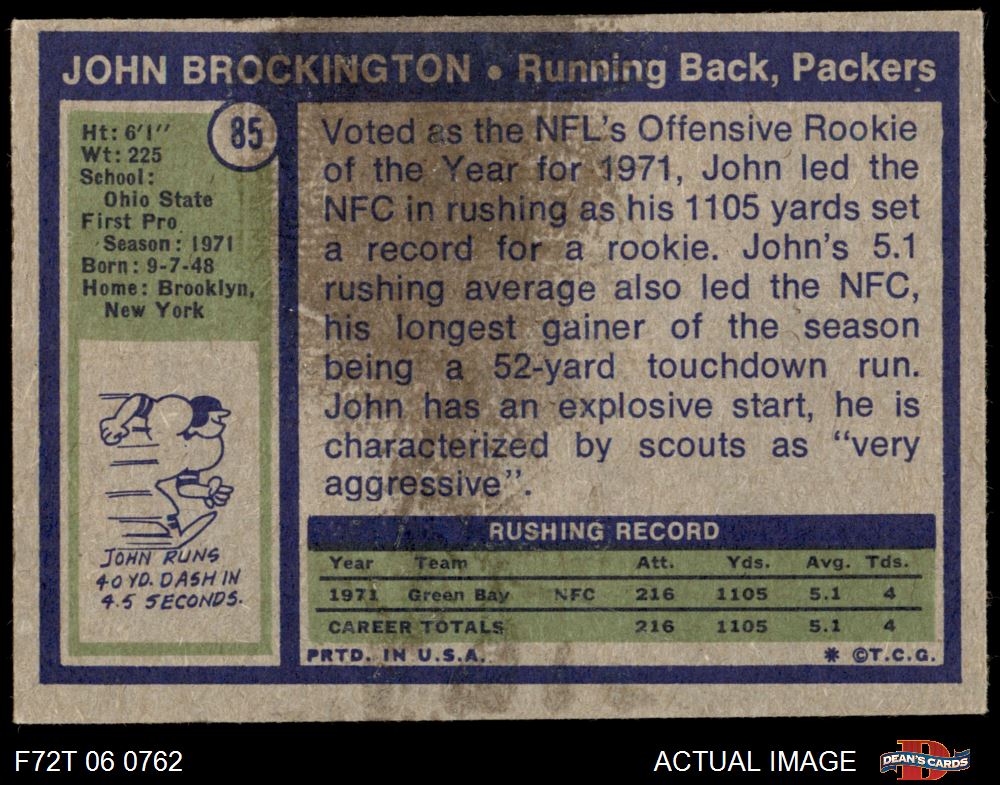 JOHN BROCKINGTON • Running Back, Packers
85
Ht: 6'1"
Wt: 225
School:
Ohio State
First Pro
Season: 1971
Born: 9-7-48
Home: Brooklyn,
New York
JOHN RUNS
40 YD. DASH IN
4.5 SECONDS.
Voted as the NFL's Offensive Rookie
of the Year for 1971, John led the
NFC in rushing as his 1105 yards set
a record for a rookie. John's 5.1
rushing average also led the NFC,
his longest gainer of the season
being a 52-yard touchdown run.
John has an explosive start, he is
characterized by scouts as "very
aggressive".
RUSHING RECORD
Year Team Att. Yds. Avg. Tds.
1971 Green Bay NFC 216 1105 5.1 4
CAREER TOTALS 216 1105 5.1 4
PRTD. IN U.S.A. * ©T.C.G.
F72T 06 0762 ACTUAL IMAGE DEAN'S CARDS